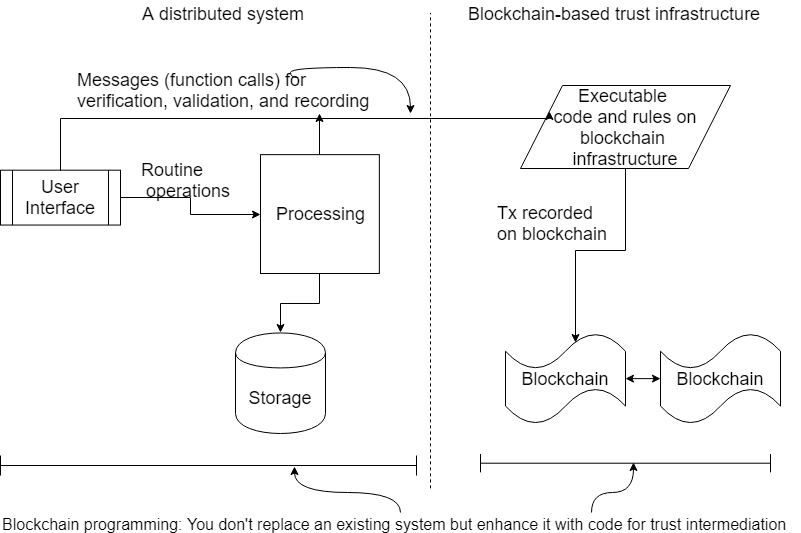 A distributed system
Blockchain-based trust infrastructure
Messages (function calls) for
verification, validation, and recording
Executable
code and rules on
blockchain
infrastructure
User
Interface
Routine
operations
Processing
Tx recorded
on blockchain
Storage
Blockchain
Blockchain
Blockchain programming: You don't replace an existing system but enhance it with code for trust intermediation